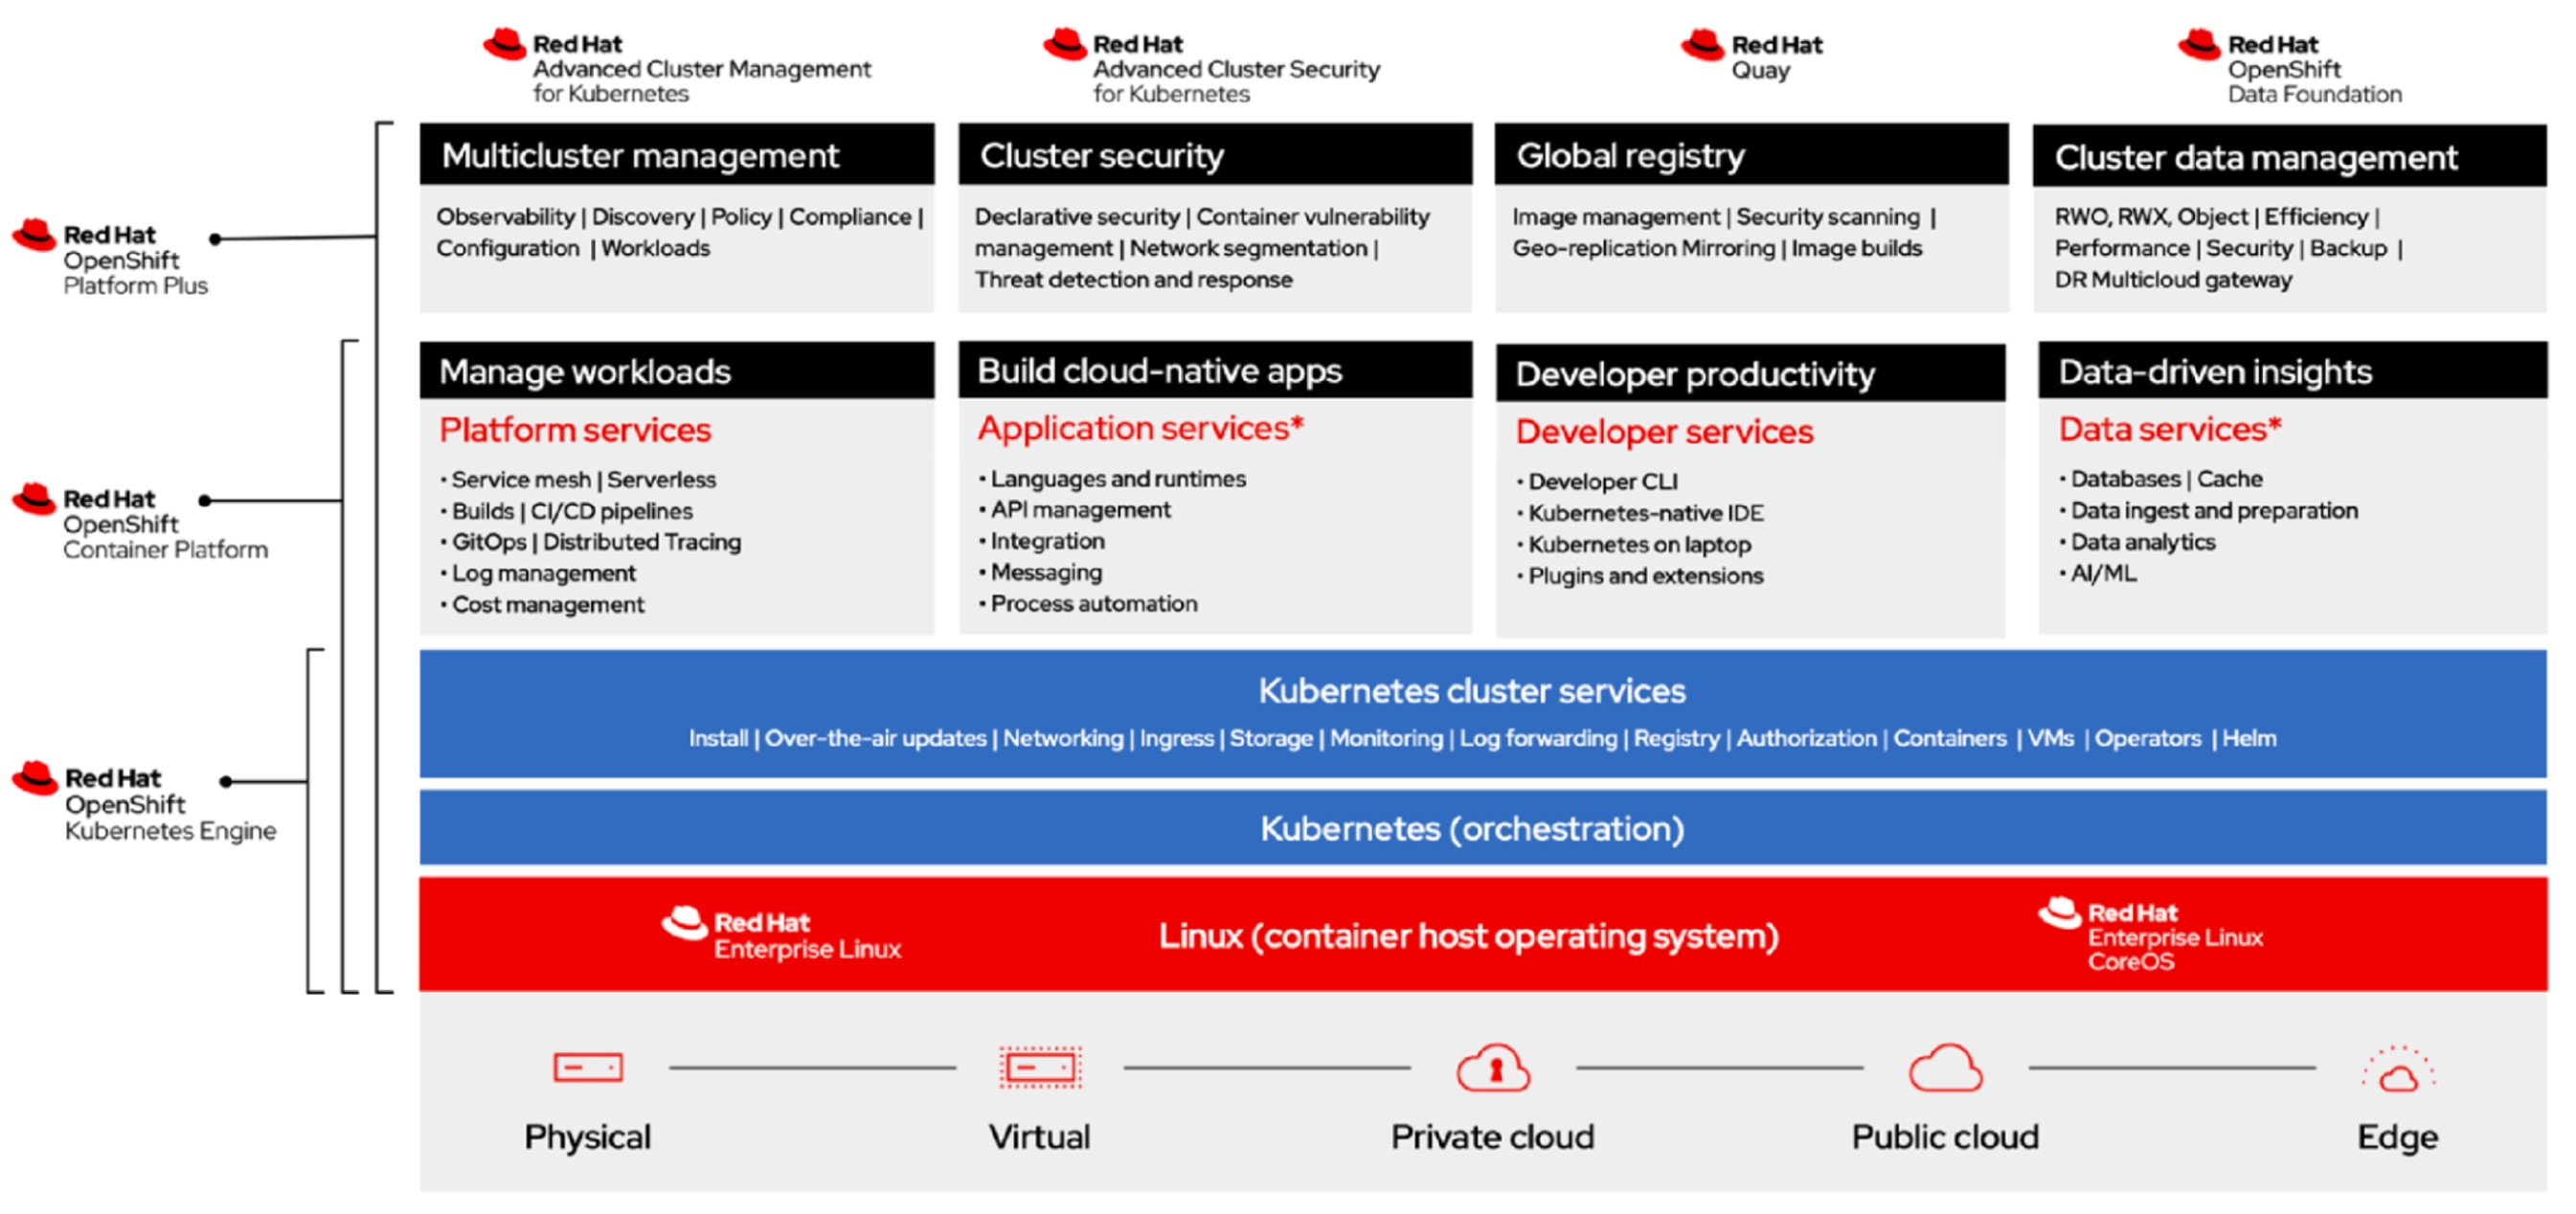 Red Hat
Advanced Cluster Management
for Kubernetes
Red Hat
Advanced Cluster Security
for Kubernetes
Red Hat
Quay
Red Hat
OpenShift
Data Foundation
Red Hat
OpenShift
Platform Plus
Multicluster management
Observability | Discovery | Policy | Compliance |
Configuration | Workloads
Cluster security
Declarative security | Container vulnerability
management | Network segmentation |
Threat detection and response
Global registry
Image management | Security scanning |
Geo-replication Mirroring | Image builds
Cluster data management
RWO, RWX, Object | Efficiency |
Performance | Security | Backup |
DR Multicloud gateway
Red Hat
OpenShift
Container Platform
Manage workloads
Platform services
· Service mesh | Serverless
· Builds | CI/CD pipelines
· GitOps | Distributed Tracing
· Log management
· Cost management
Build cloud-native apps
Application services*
· Languages and runtimes
· API management
· Integration
· Messaging
· Process automation
Developer productivity
Developer services
· Developer CLI
· Kubernetes-native IDE
· Kubernetes on laptop
· Plugins and extensions
Data-driven insights
Data services*
· Databases | Cache
· Data ingest and preparation
· Data analytics
· AI/ML
Red Hat
OpenShift
Kubernetes Engine
Kubernetes cluster services
Install | Over-the-air updates | Networking | Ingress | Storage | Monitoring | Log forwarding | Registry | Authorization | Containers | VMs | Operators | Helm
Kubernetes (orchestration)
Red Hat
Enterprise Linux
Linux (container host operating system)
Red Hat
Enterprise Linux
CoreOS
Physical
Virtual
Private cloud
Public cloud
Edge